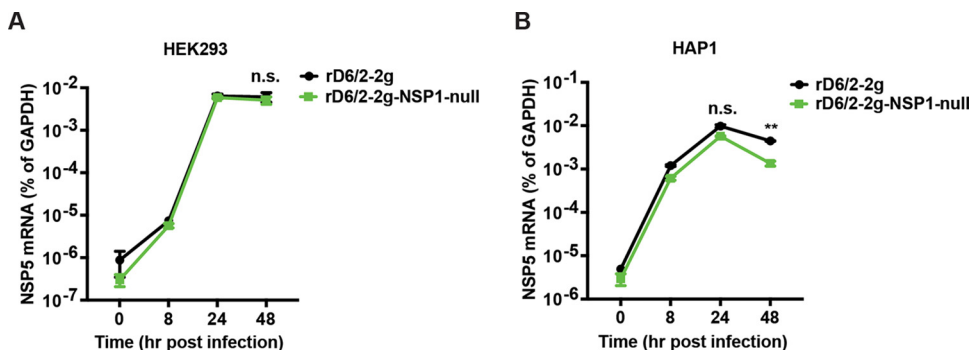 A
HEK293
n.s.
rD6/2-2g
rD6/2-2g-NSP1-null
NSP5 mRNA (% of GAPDH)
10-2
10-3
10-4
10-5
10-6
10-7
0 8 24 48
Time (hr post infection)
B
HAP1
n.s.
**
rD6/2-2g
rD6/2-2g-NSP1-null
NSP5 mRNA (% of GAPDH)
10-1
10-2
10-3
10-4
10-5
10-6
0 8 24 48
Time (hr post infection)